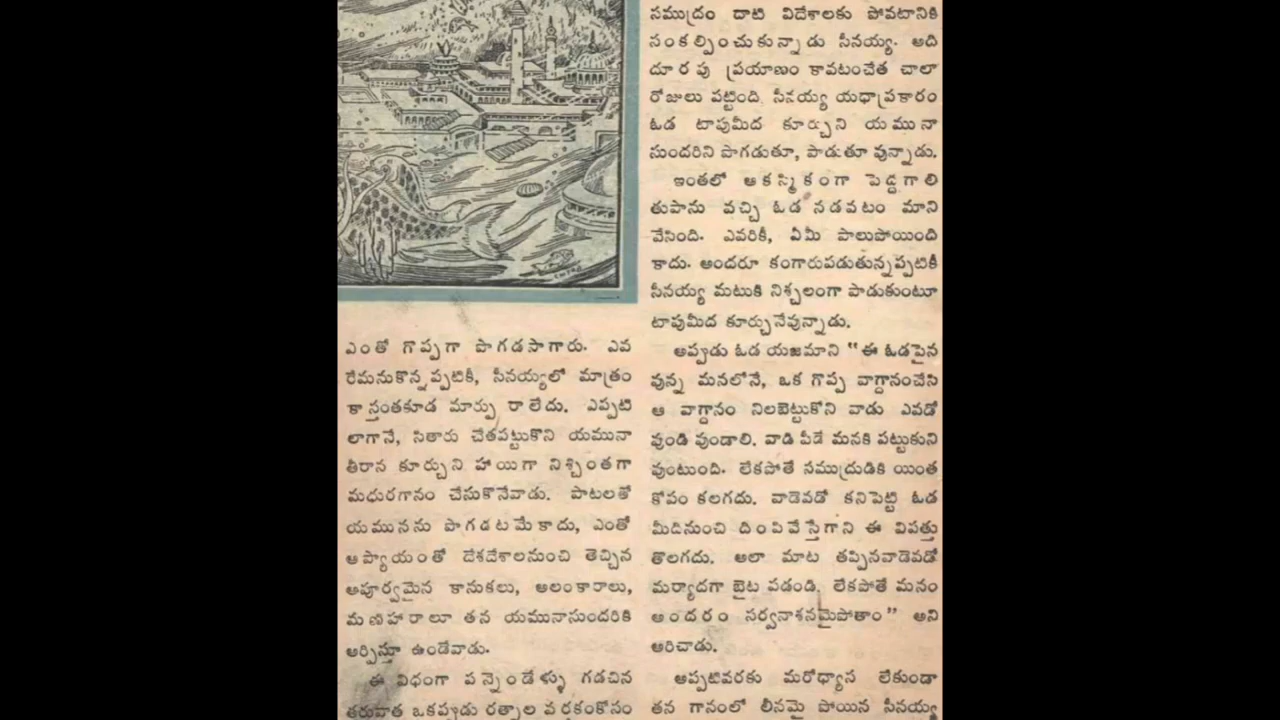 ఎంతో గొప్పగా పొగడసాగారు. ఎవ
రేమనుకొన్నప్పటికీ, సీనయ్యలో మాత్రం
కాస్తంతకూడ మార్పు రాలేదు. ఎప్పటి
లాగానే, సితారు చేతపట్టుకొని యమునా
తీరాన కూర్చుని హాయిగా నిశ్చింతగా
మధురగానం చేసుకొనేవాడు. పాటలతో
యమునను పొగడటమేకాదు, ఎంతో
ఆప్యాయంతో దేశదేశాలనుంచి తెచ్చిన
అపూర్వమైన కానుకలు, అలంకారాలు,
మణిహారాలూ తన యమునాసుందరికి
అర్పిస్తూ ఉండేవాడు.
ఈ విధంగా పన్నెండేళ్ళు గడచిన
తరువాత ఒకప్పుడు రత్నాల వర్తకంకోసం
సముద్రం దాటి విదేశాలకు పోవటానికి
సంకల్పించుకున్నాడు సీనయ్య. అది
దూరపు ప్రయాణం కావటంచేత చాలా
రోజులు పట్టింది. సీనయ్య యథాప్రకారం
ఓడ టాపుమీద కూర్చుని యమునా
సుందరిని పొగడుతూ, పాడుతూ వున్నాడు.
ఇంతలో ఆకస్మికంగా పెద్దగాలి
తుపాను వచ్చి ఓడ నడవటం మాని
వేసింది. ఎవరికీ, ఏమీ పాలుపోయింది
కాదు. అందరూ కంగారుపడుతున్నప్పటికీ
సీనయ్య మటుకి నిశ్చలంగా పాడుకుంటూ
టాపుమీద కూర్చునేవున్నాడు.
అప్పుడు ఓడ యజమాని "ఈ ఓడపైన
వున్న మనలోనే, ఒక గొప్ప వాగ్దానంచేసి
ఆ వాగ్దానం నిలబెట్టుకోని వాడు ఎవడో
వుండి వుండాలి. వాడి పీడే మనకి పట్టుకుని
వుంటుంది. లేకపోతే సముద్రుడికి యింత
కోపం కలగదు. వాడెవడో కనిపెట్టి ఓడ
మీదినుంచి దింపివేస్తేగాని ఈ విపత్తు
తొలగదు. అలా మాట తప్పినవాడెవడో
మర్యాదగా బైట పడండి. లేకపోతే మనం
అందరం సర్వనాశనమైపోతాం" అని
అరిచాడు.
అప్పటివరకు మరోధ్యాస లేకుండా
తన గానంలో లీనమై పోయిన సీనయ్య